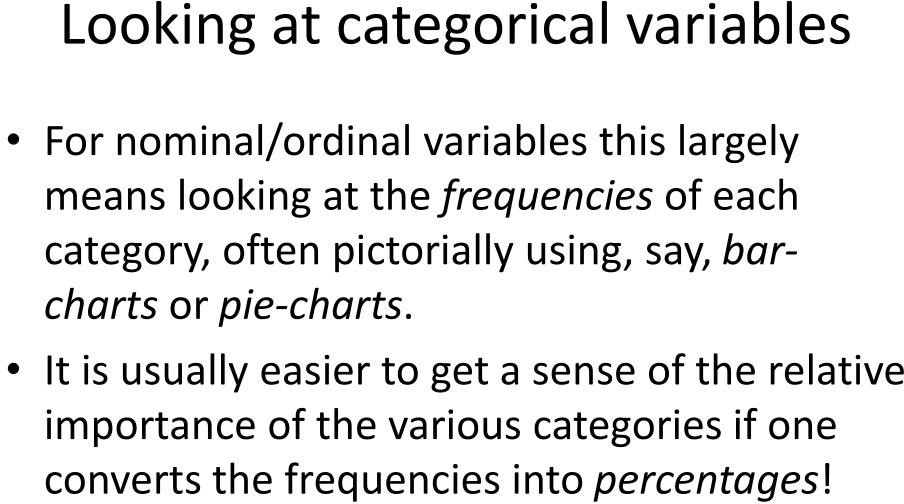 Looking at categorical variables
• For nominal/ordinal variables this largely
means looking at the frequencies of each
category, often pictorially using, say, bar-
charts or pie-charts.
• It is usually easier to get a sense of the relative
importance of the various categories if one
converts the frequencies into percentages!